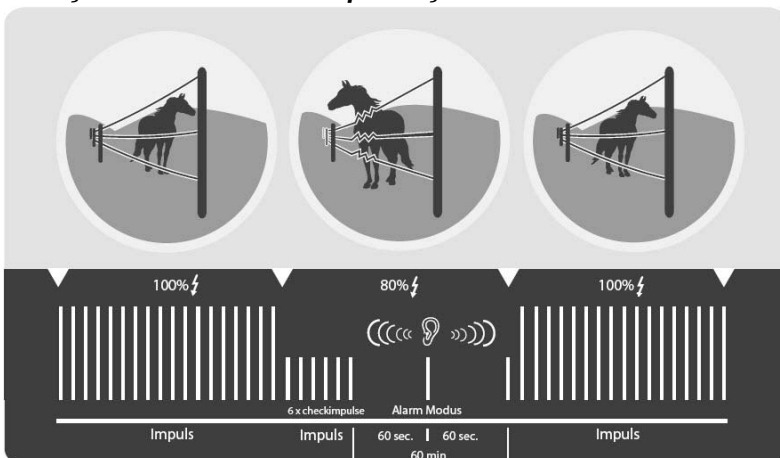 100% 80% 100%
6 x checkimpulse Alarm Modus
Impuls Impuls 60 sec. 60 sec. Impuls
60 min